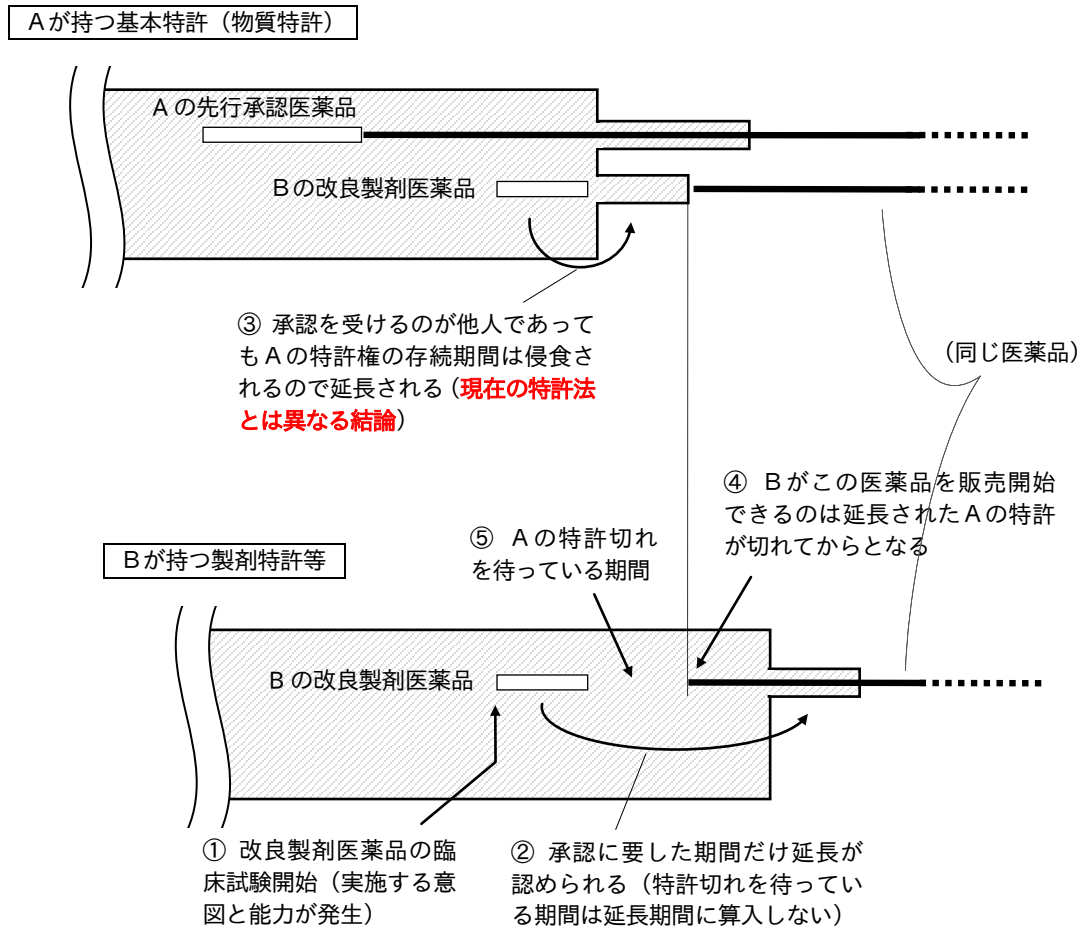 Ａが持つ基本特許（物質特許）
Ａの先行承認医薬品
Ｂの改良製剤医薬品
③ 承認を受けるのが他人であって
もＡの特許権の存続期間は侵食さ
れるので延長される（現在の特許法
とは異なる結論）
（同じ医薬品）
④ Ｂがこの医薬品を販売開始
できるのは延長されたＡの特許
が切れてからとなる
⑤ Ａの特許切れ
を待っている期間
Ｂが持つ製剤特許等
Ｂの改良製剤医薬品
① 改良製剤医薬品の臨
床試験開始（実施する意
図と能力が発生）
② 承認に要した期間だけ延長が
認められる（特許切れを待ってい
る期間は延長期間に算入しない）